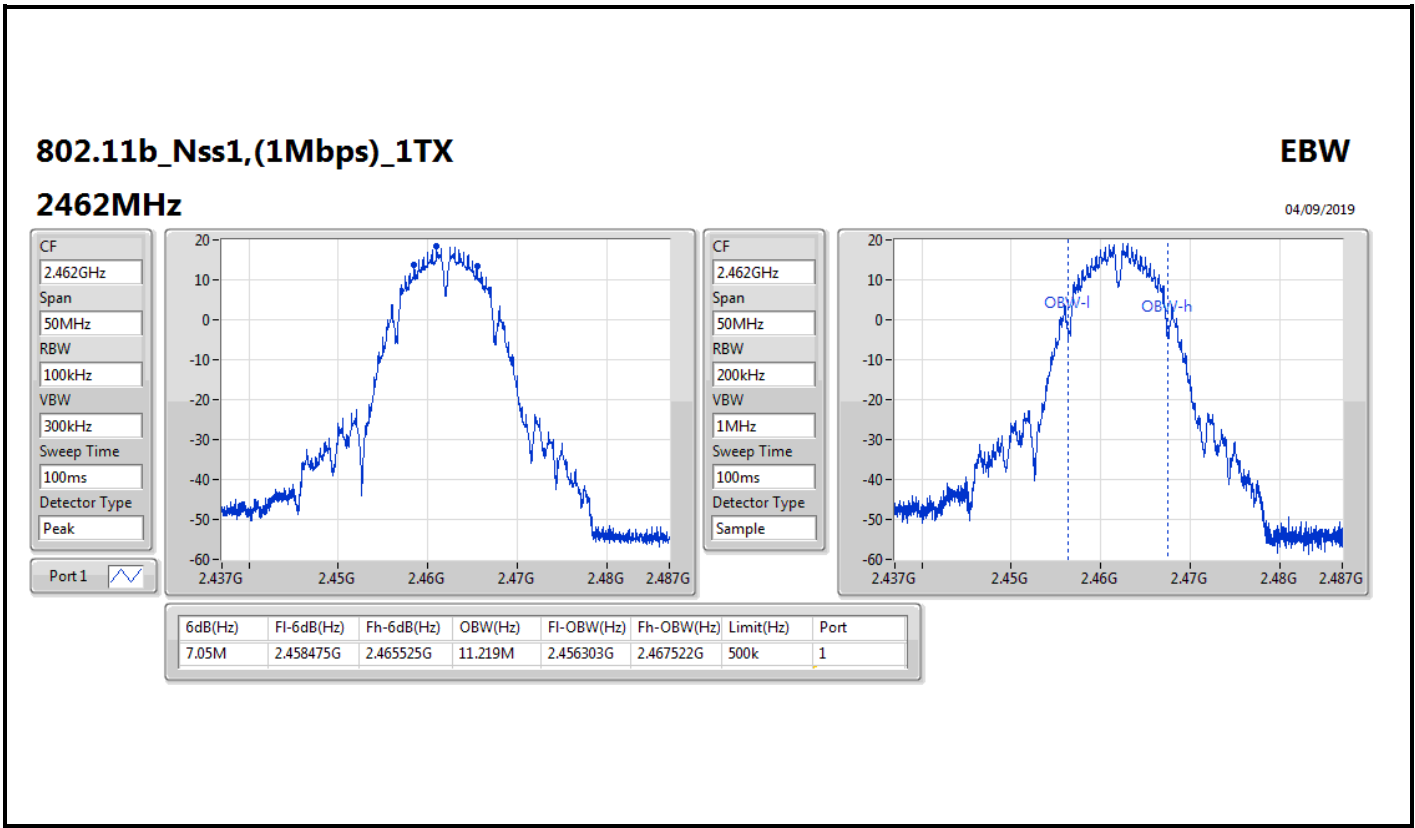 802.11b_Nss1,(1Mbps)_1TX
EBW
2462MHz
04/09/2019
CF
2.462GHz
Span
50MHz
RBW
100kHz
VBW
300kHz
Sweep Time
100ms
Detector Type
Peak
Port 1
20
10
0
-10
-20
-30
-40
-50
-60
2.437G 2.45G 2.46G 2.47G 2.48G 2.487G
CF
2.462GHz
Span
50MHz
RBW
200kHz
VBW
1MHz
Sweep Time
100ms
Detector Type
Sample
20
10
0
-10
-20
-30
-40
-50
-60
OBW-l OBW-h
2.437G 2.45G 2.46G 2.47G 2.48G 2.487G
6dB(Hz) Fl-6dB(Hz) Fh-6dB(Hz) OBW(Hz) Fl-OBW(Hz) Fh-OBW(Hz) Limit(Hz) Port
7.05M 2.458475G 2.465525G 11.219M 2.456303G 2.467522G 500k 1